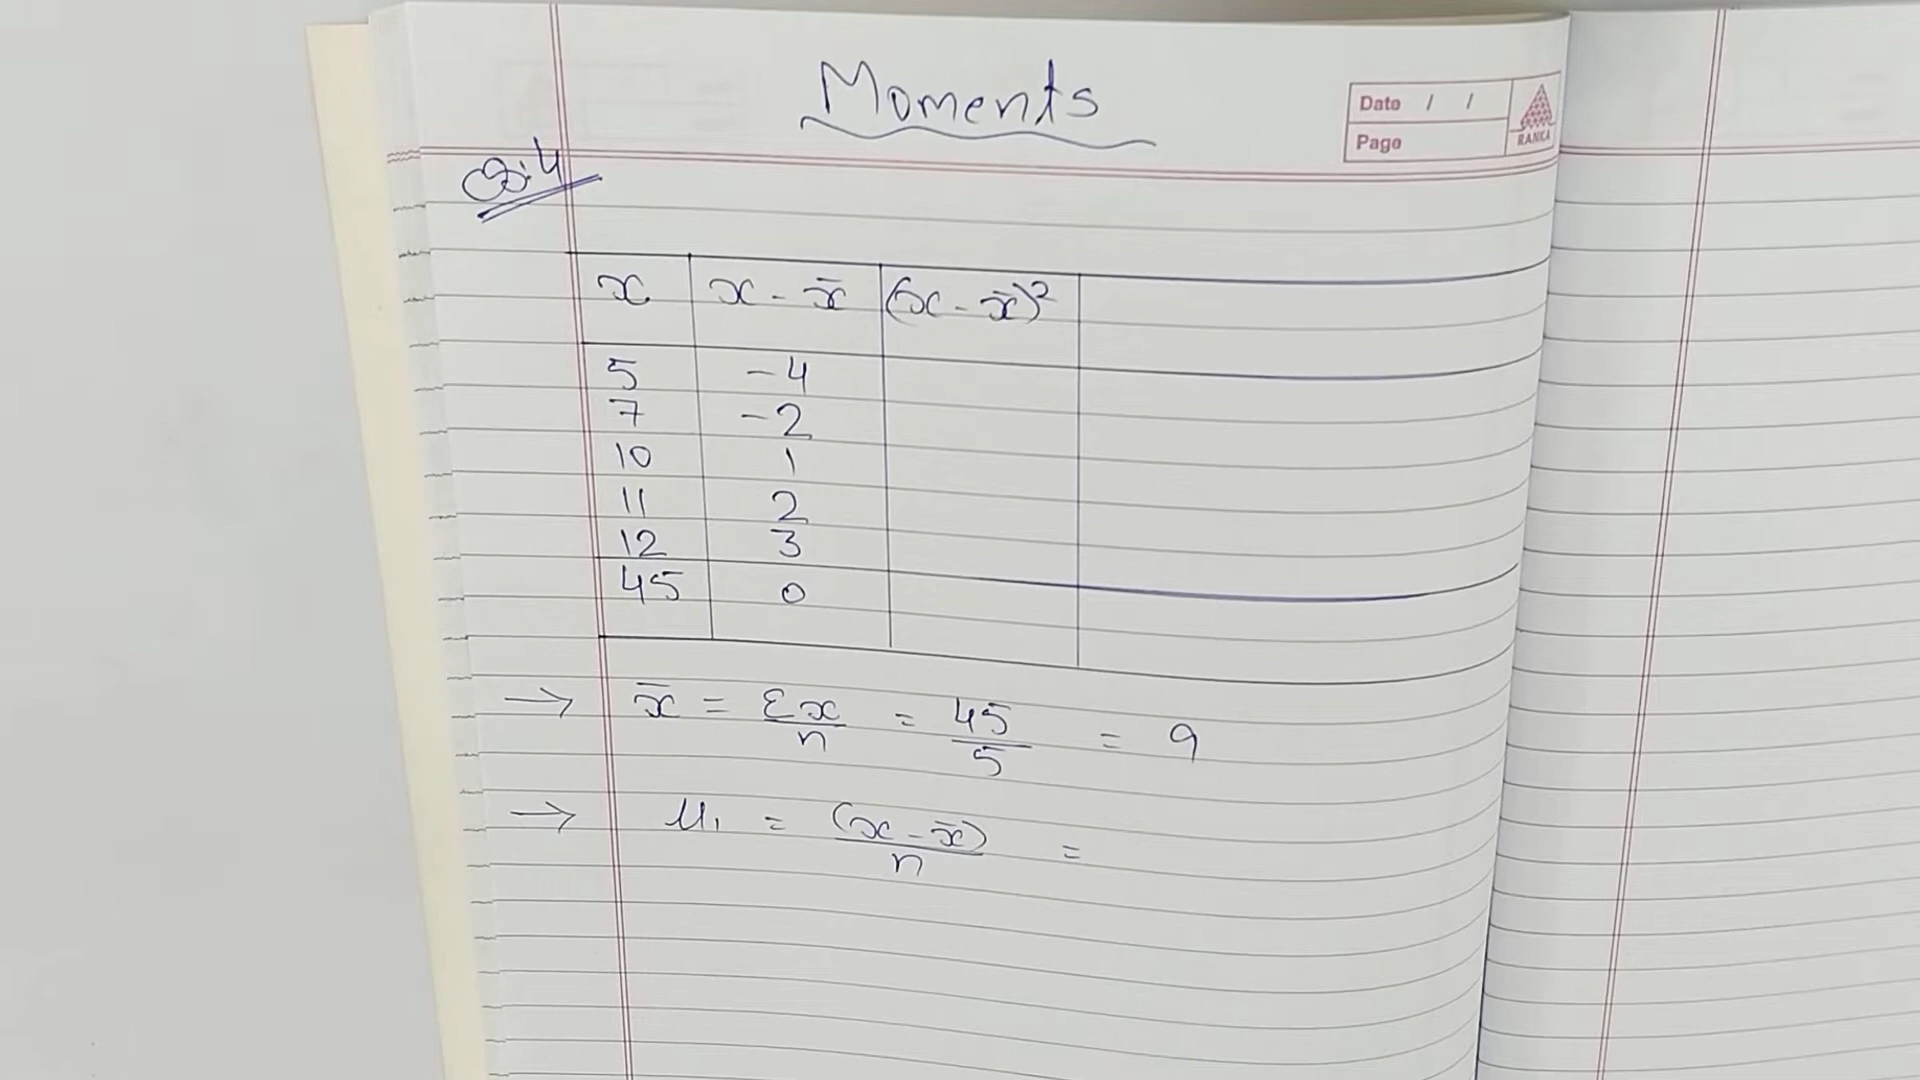 Moments
Date / /
Page
RANKA
Q:4
x x - x̄ (x - x̄)²
5 -4
7 -2
10 1
11 2
12 3
45 0
→ x̄ = Σx/n = 45/5 = 9
→ μ₁ = (x - x̄)/n =